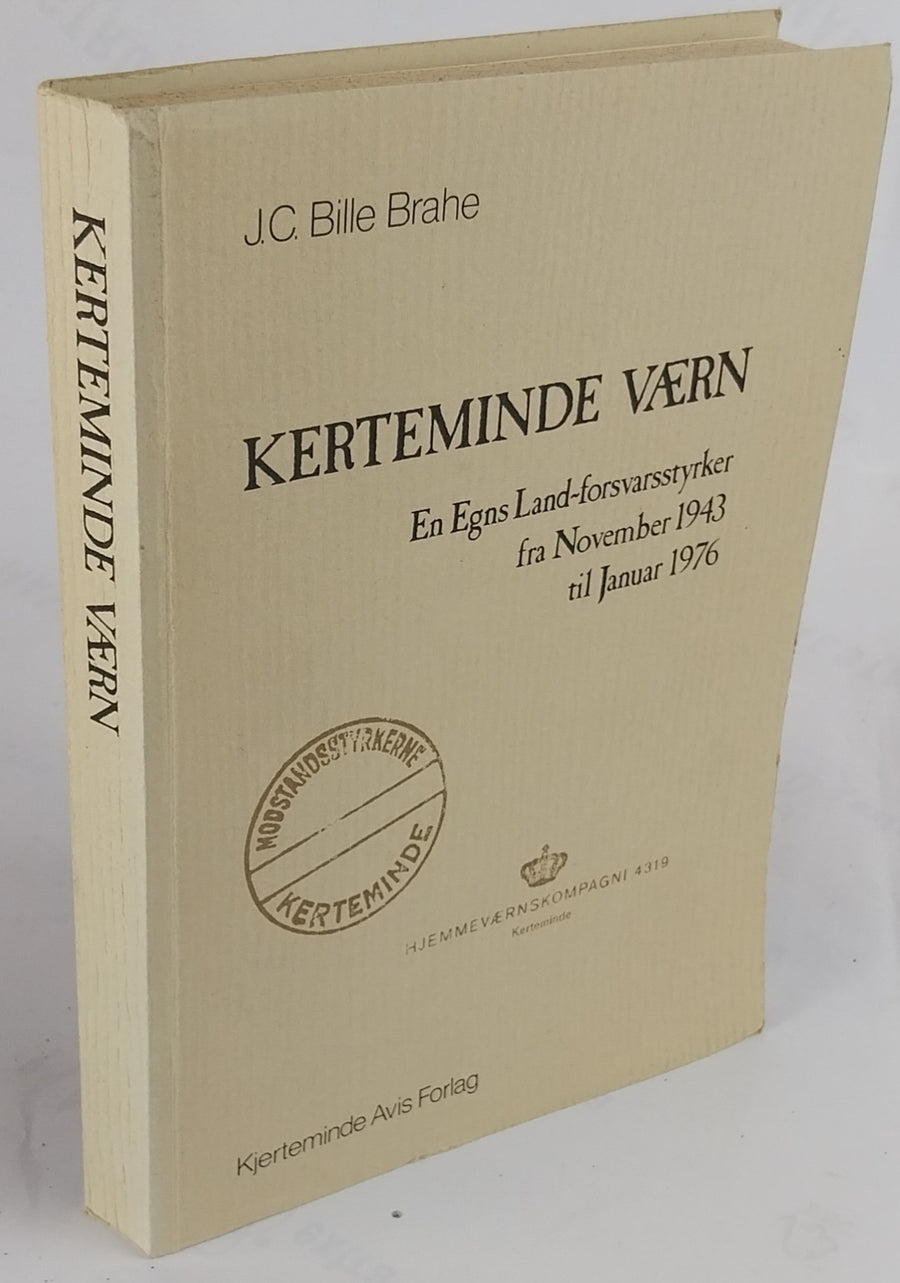 KERTEMINDE VÆRN
J.C. Bille Brahe
KERTEMINDE VÆRN
En Egns Land-forsvarsstyrker
fra November 1943
til Januar 1976
MODSTANDSSTYRKERNE
KERTEMINDE
HJEMMEVÆRNSKOMPAGNI 4319
Kerteminde
Kjerteminde Avis Forlag